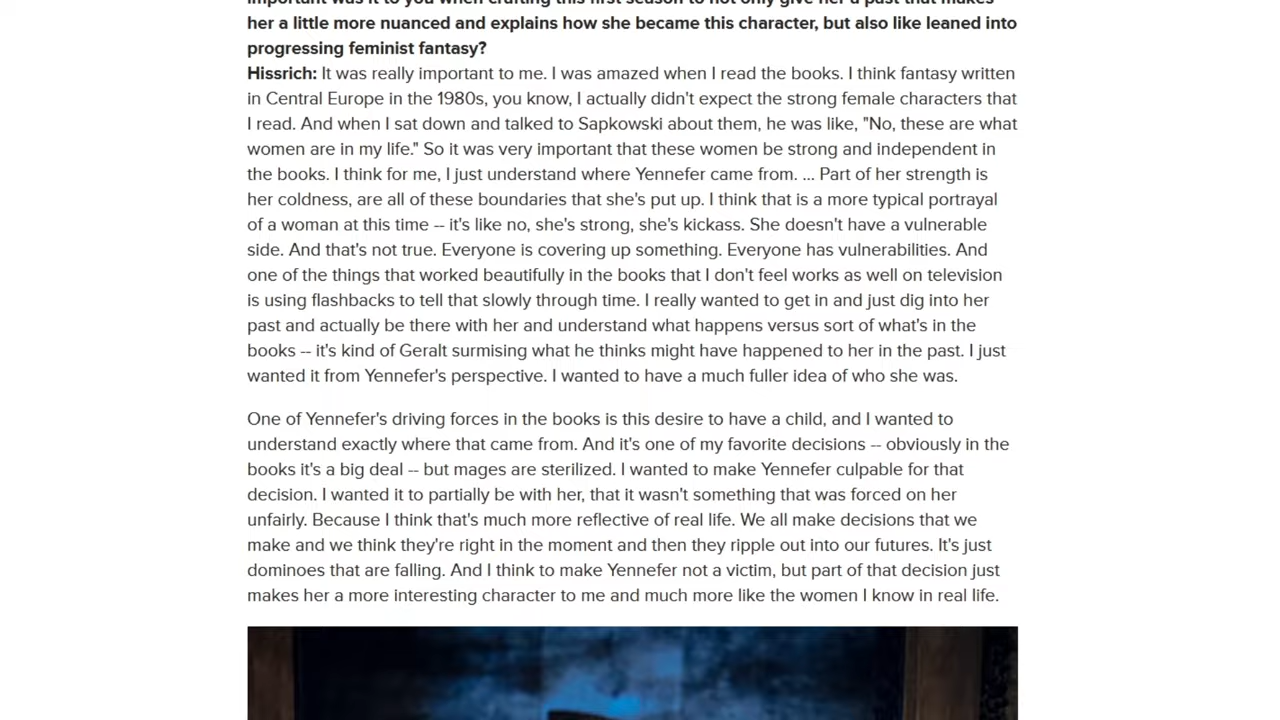 important was it to you when crafting this first season to not only give her a past that makes
her a little more nuanced and explains how she became this character, but also like leaned into
progressing feminist fantasy?
Hissrich: It was really important to me. I was amazed when I read the books. I think fantasy written
in Central Europe in the 1980s, you know, I actually didn't expect the strong female characters that
I read. And when I sat down and talked to Sapkowski about them, he was like, "No, these are what
women are in my life." So it was very important that these women be strong and independent in
the books. I think for me, I just understand where Yennefer came from. ... Part of her strength is
her coldness, are all of these boundaries that she's put up. I think that is a more typical portrayal
of a woman at this time -- it's like no, she's strong, she's kickass. She doesn't have a vulnerable
side. And that's not true. Everyone is covering up something. Everyone has vulnerabilities. And
one of the things that worked beautifully in the books that I don't feel works as well on television
is using flashbacks to tell that slowly through time. I really wanted to get in and just dig into her
past and actually be there with her and understand what happens versus sort of what's in the
books -- it's kind of Geralt surmising what he thinks might have happened to her in the past. I just
wanted it from Yennefer's perspective. I wanted to have a much fuller idea of who she was.
One of Yennefer's driving forces in the books is this desire to have a child, and I wanted to
understand exactly where that came from. And it's one of my favorite decisions -- obviously in the
books it's a big deal -- but mages are sterilized. I wanted to make Yennefer culpable for that
decision. I wanted it to partially be with her, that it wasn't something that was forced on her
unfairly. Because I think that's much more reflective of real life. We all make decisions that we
make and we think they're right in the moment and then they ripple out into our futures. It's just
dominoes that are falling. And I think to make Yennefer not a victim, but part of that decision just
makes her a more interesting character to me and much more like the women I know in real life.